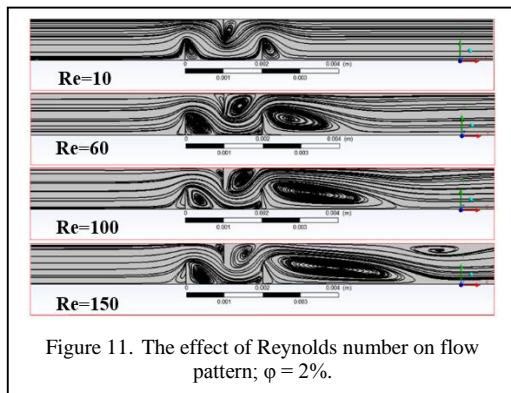 0 0.002 0.004 (m)
0.001 0.003
Re=10
0 0.002 0.004 (m)
0.001 0.003
Re=60
0 0.002 0.004 (m)
0.001 0.003
Re=100
0 0.002 0.004 (m)
0.001 0.003
Re=150
Figure 11. The effect of Reynolds number on flow
pattern; φ = 2%.